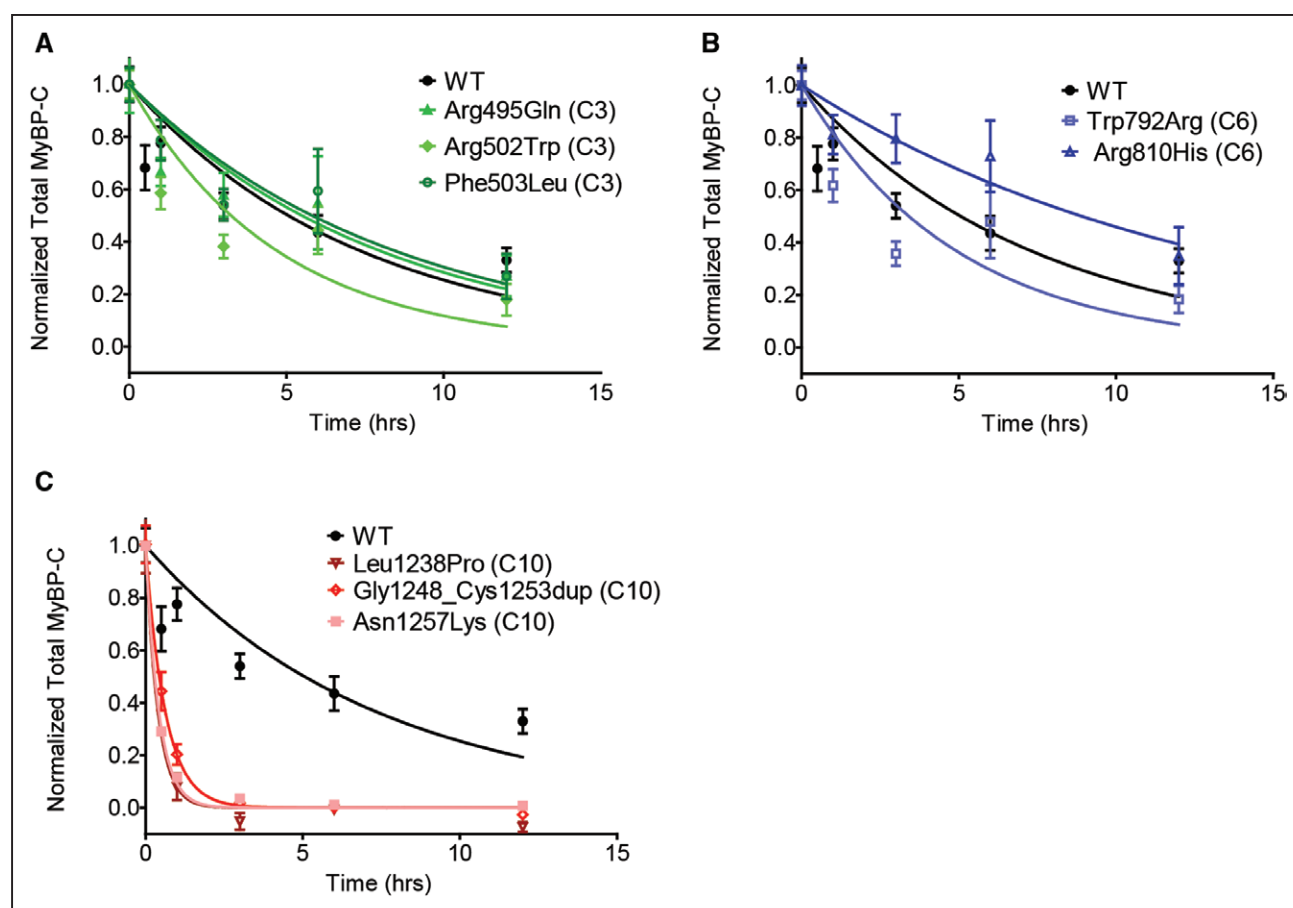 A
Normalized Total MyBP-C
1.0
0.8
0.6
0.4
0.2
0.0
WT
Arg495Gln (C3)
Arg502Trp (C3)
Phe503Leu (C3)
0
5
10
15
Time (hrs)
B
Normalized Total MyBP-C
1.0
0.8
0.6
0.4
0.2
0.0
WT
Trp792Arg (C6)
Arg810His (C6)
0
5
10
15
Time (hrs)
C
Normalized Total MyBP-C
1.0
0.8
0.6
0.4
0.2
0.0
WT
Leu1238Pro (C10)
Gly1248_Cys1253dup (C10)
Asn1257Lys (C10)
0
5
10
15
Time (hrs)